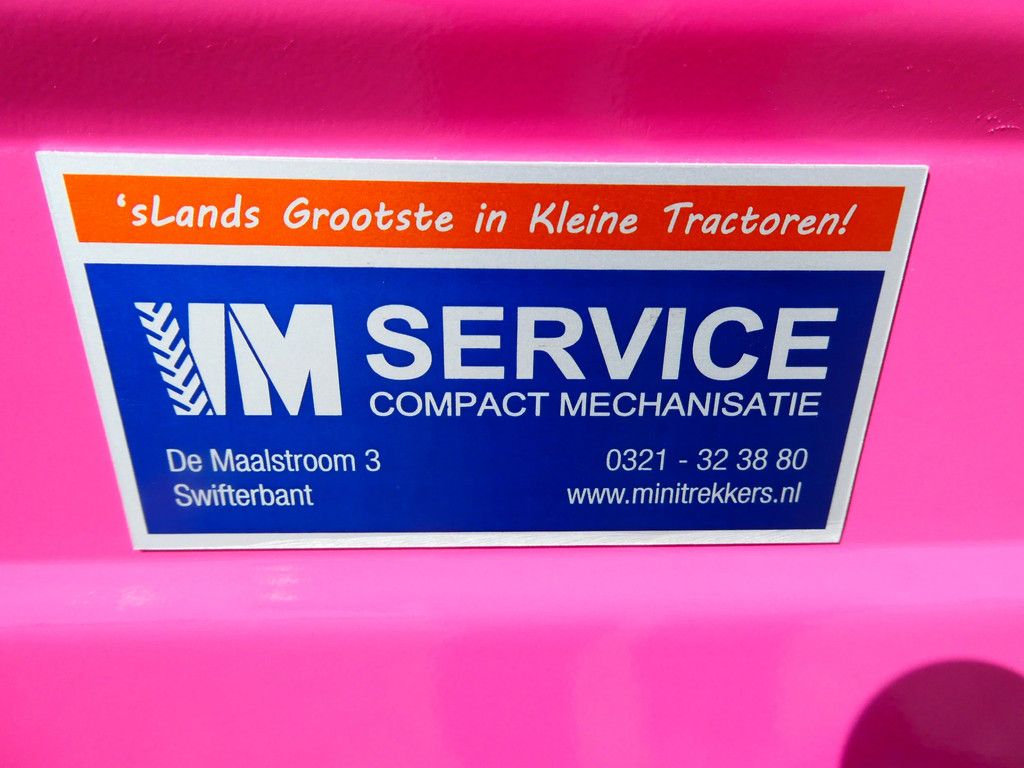 'sLands Grootste in Kleine Tractoren!
VM SERVICE
COMPACT MECHANISATIE
De Maalstroom 3
0321 - 32 38 80
Swifterbant
www.minitrekkers.nl